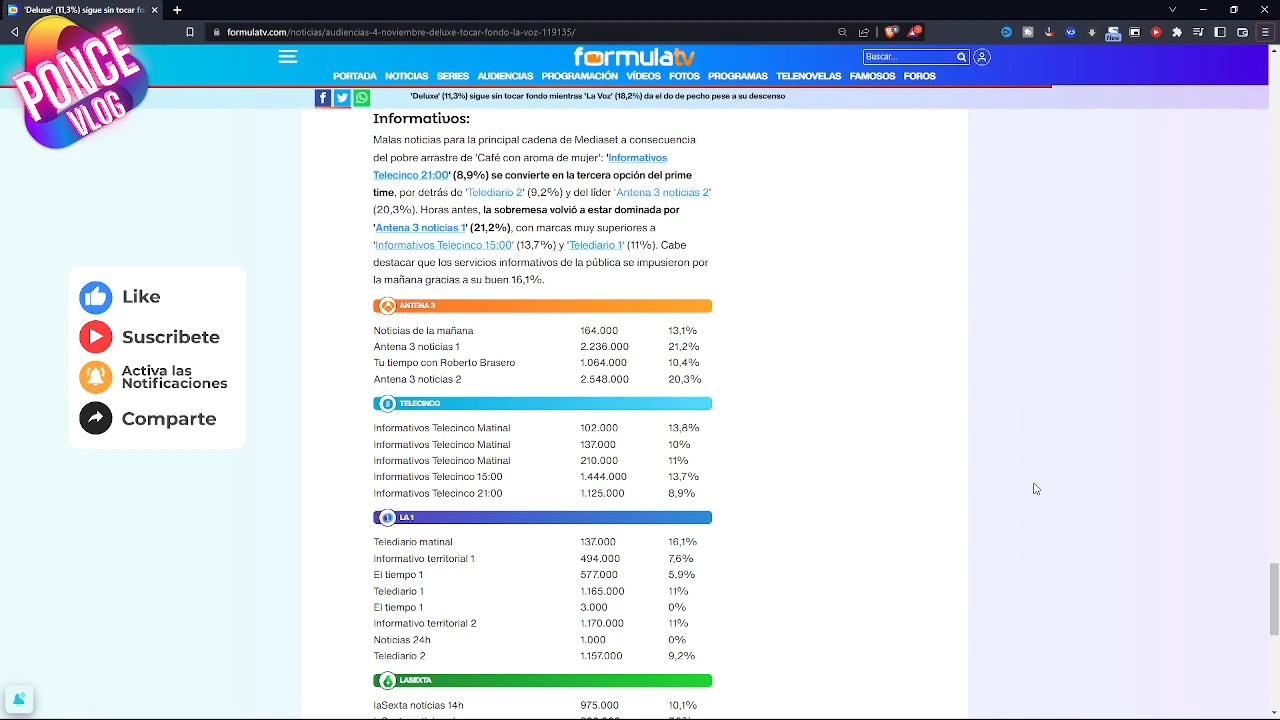 'Deluxe' (11,3%) sigue sin tocar fo
formulatv.com/noticias/audiencias-4-noviembre-deluxe-tocar-fondo-la-voz-119135/
New
PONCE
VLOG
formulatv
Buscar...
PORTADA NOTICIAS SERIES AUDIENCIAS PROGRAMACIÓN VÍDEOS FOTOS PROGRAMAS TELENOVELAS FAMOSOS FOROS
'Deluxe' (11,3%) sigue sin tocar fondo mientras 'La Voz' (18,2%) da el do de pecho pese a su descenso
Informativos:
Malas noticias para la principal cadena de Mediaset a consecuencia
del pobre arrastre de 'Café con aroma de mujer': 'Informativos
Telecinco 21:00' (8,9%) se convierte en la tercera opción del prime
time, por detrás de 'Telediario 2' (9,2%) y del líder 'Antena 3 noticias 2'
(20,3%). Horas antes, la sobremesa volvió a estar dominada por
'Antena 3 noticias 1' (21,2%), con marcas muy superiores a
'Informativos Telecinco 15:00' (13,7%) y 'Telediario 1' (11%). Cabe
destacar que los servicios informativos de la pública se impusieron por
la mañana gracias a su buen 16,1%.
Like
Suscribete
Activa las
Notificaciones
Comparte
ANTENA 3
Noticias de la mañana 164.000 13,1%
Antena 3 noticias 1 2.236.000 21,2%
Tu tiempo con Roberto Brasero 1.064.000 10,4%
Antena 3 noticias 2 2.548.000 20,3%
TELECINCO
Informativos Telecinco Matinal 102.000 13,8%
Informativos Telecinco Matinal 137.000 10%
Informativos Telecinco Matinal 210.000 11%
Informativos Telecinco 15:00 1.444.000 13,7%
Informativos Telecinco 21:00 1.125.000 8,9%
LA 1
Telediario matinal 137.000 16,1%
Informativo territorial 1 494.000 7,6%
El tiempo 1 577.000 5,9%
Telediario 1 1.165.000 11%
El tiempo 1 3.000 0%
Informativo territorial 2 1.170.000 11%
Noticias 24h 1.000 0%
Telediario 2 1.157.000 9,2%
LASEXTA
laSexta noticias 14h 975.000 10,1%